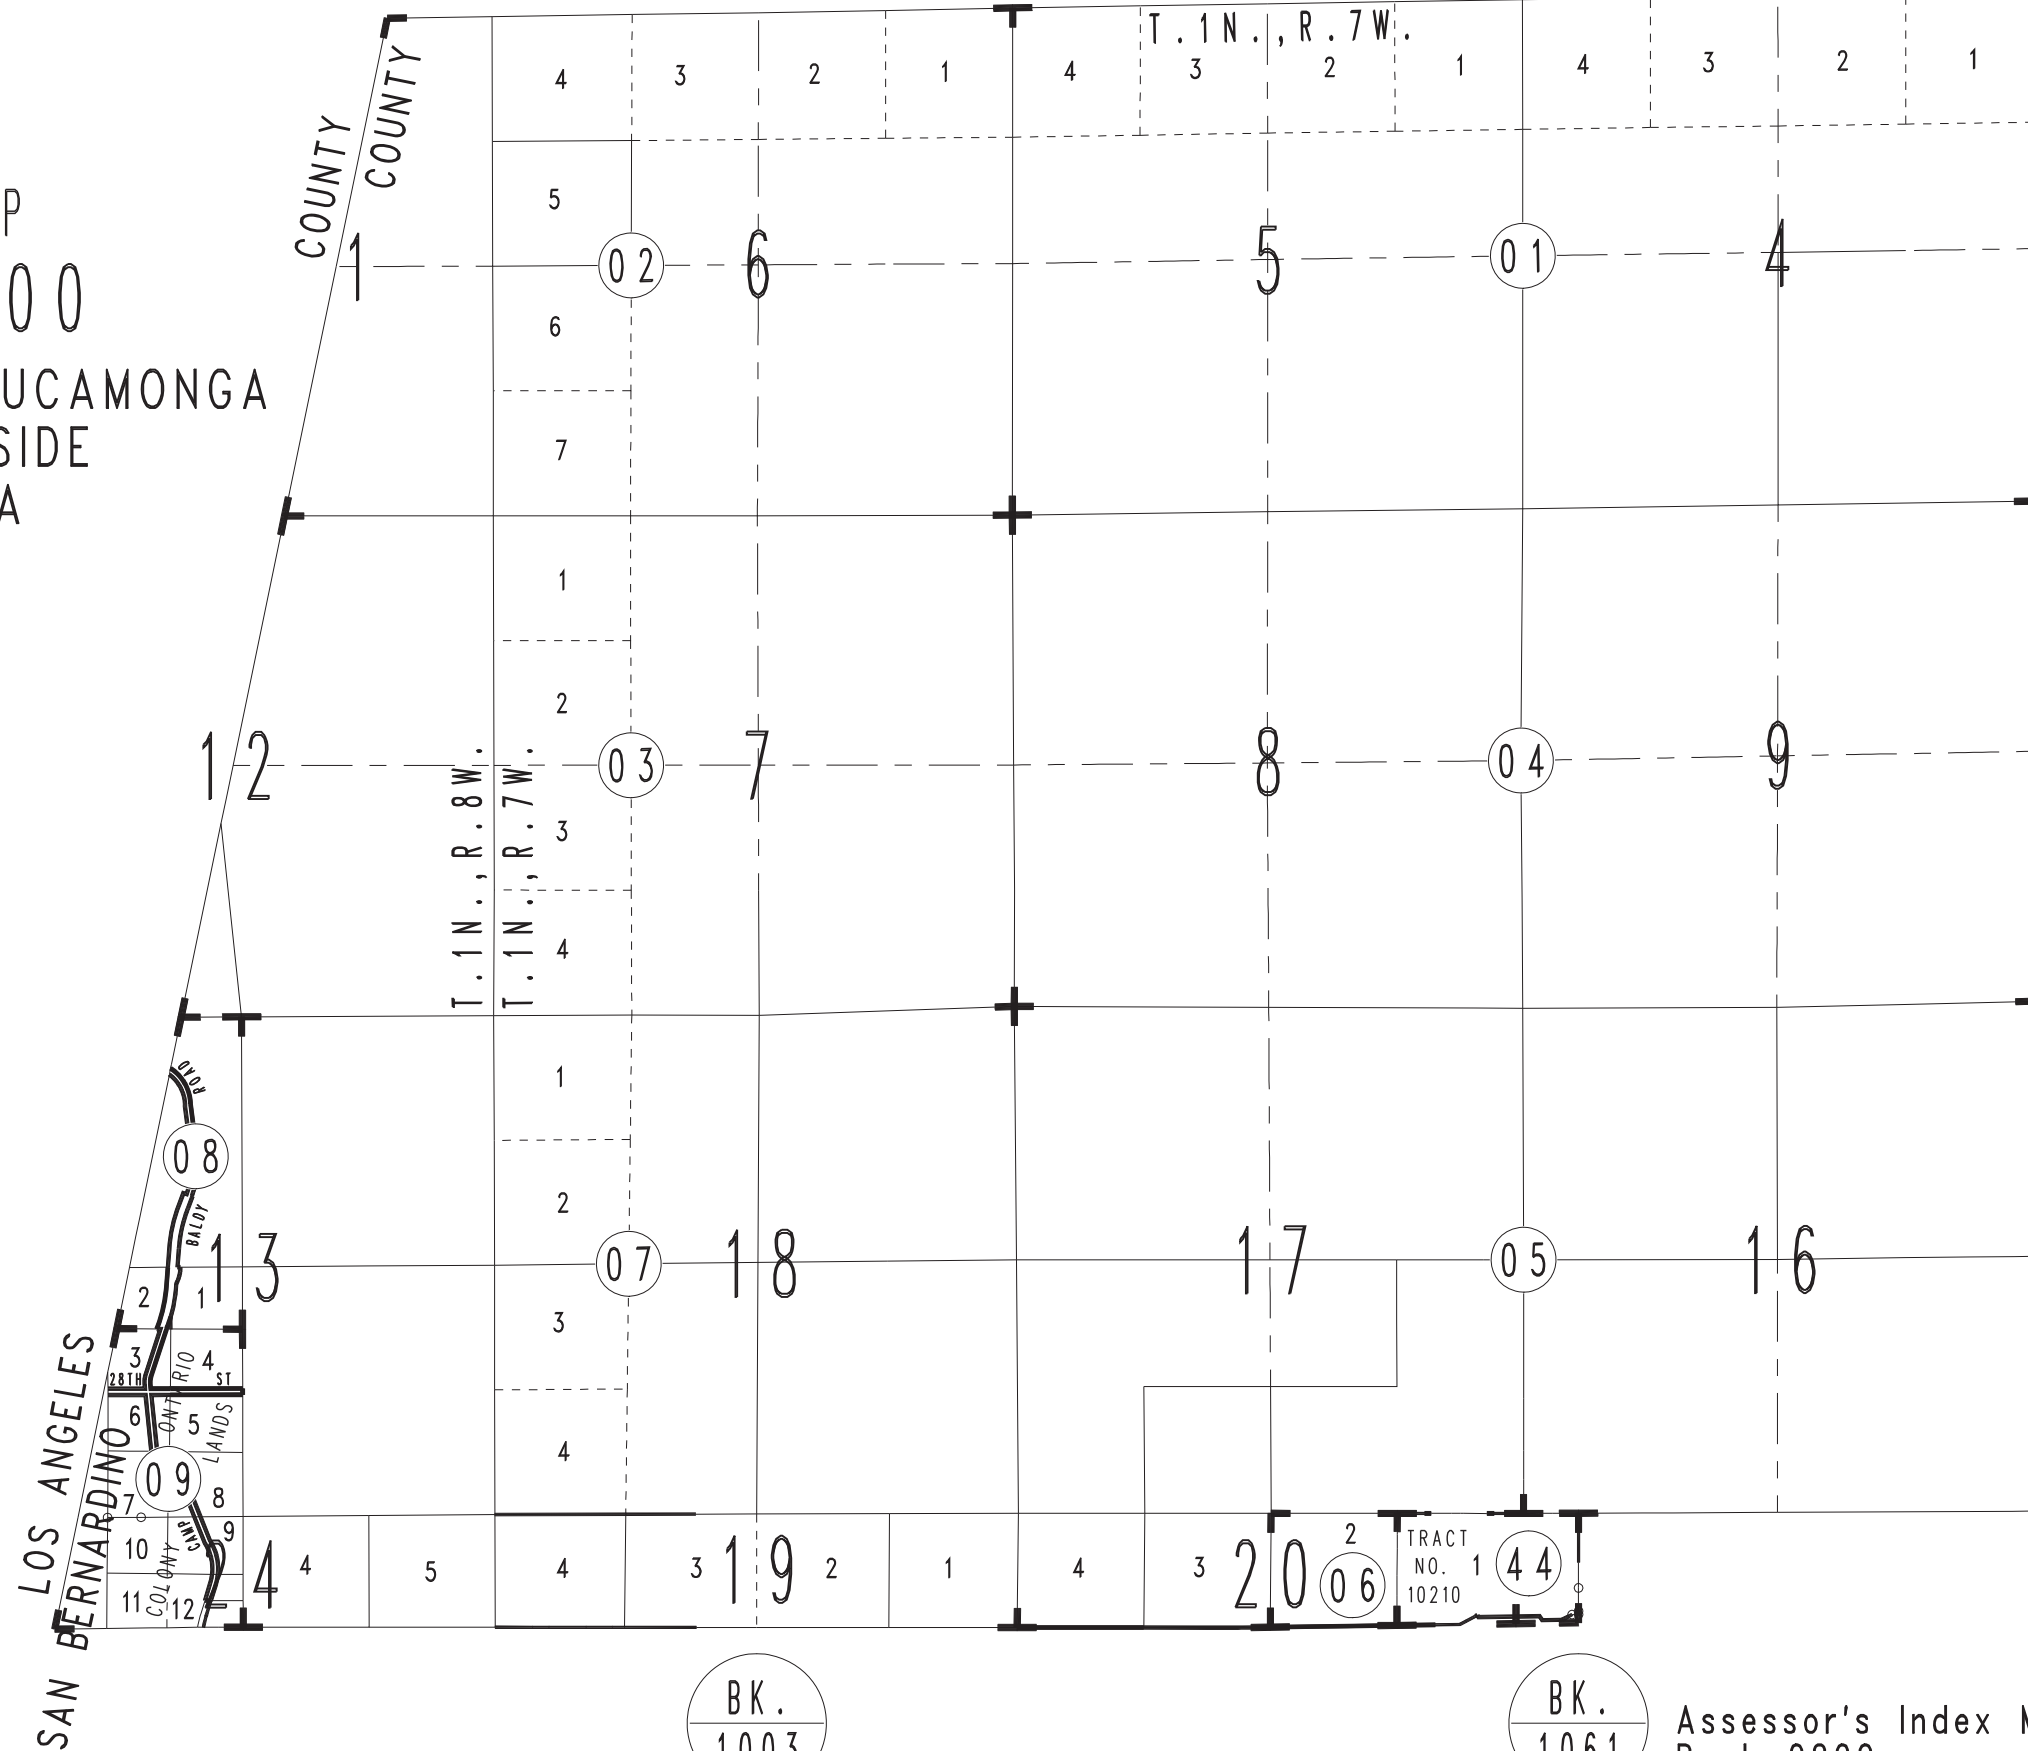 T.1N.,R.7W.
4 3 2 1 4 3 2 1 4 3 2 1
COUNTY
COUNTY
P
00
UCAMONGA
SIDE
A
5
1 02 6 5 01 4
6
7
1
2
12 03 7 8 04 9
3
T.1N.,R.8W.
T.1N.,R.7W.
4
1
ROAD
08
BALDY
2
13 07 18 17 05 16
2 1
3
3 4
28TH ST
ONTARIO
6 5
LANDS
4
09
7 8
CAMP
9
10
COLONY
11 12
14
4 5 4 3 19 2 1 4 3 20
2
06
TRACT
NO.
10210
1 44
LOS ANGELES
SAN BERNARDINO
BK.
1003
BK.
1061
Assessor's Index